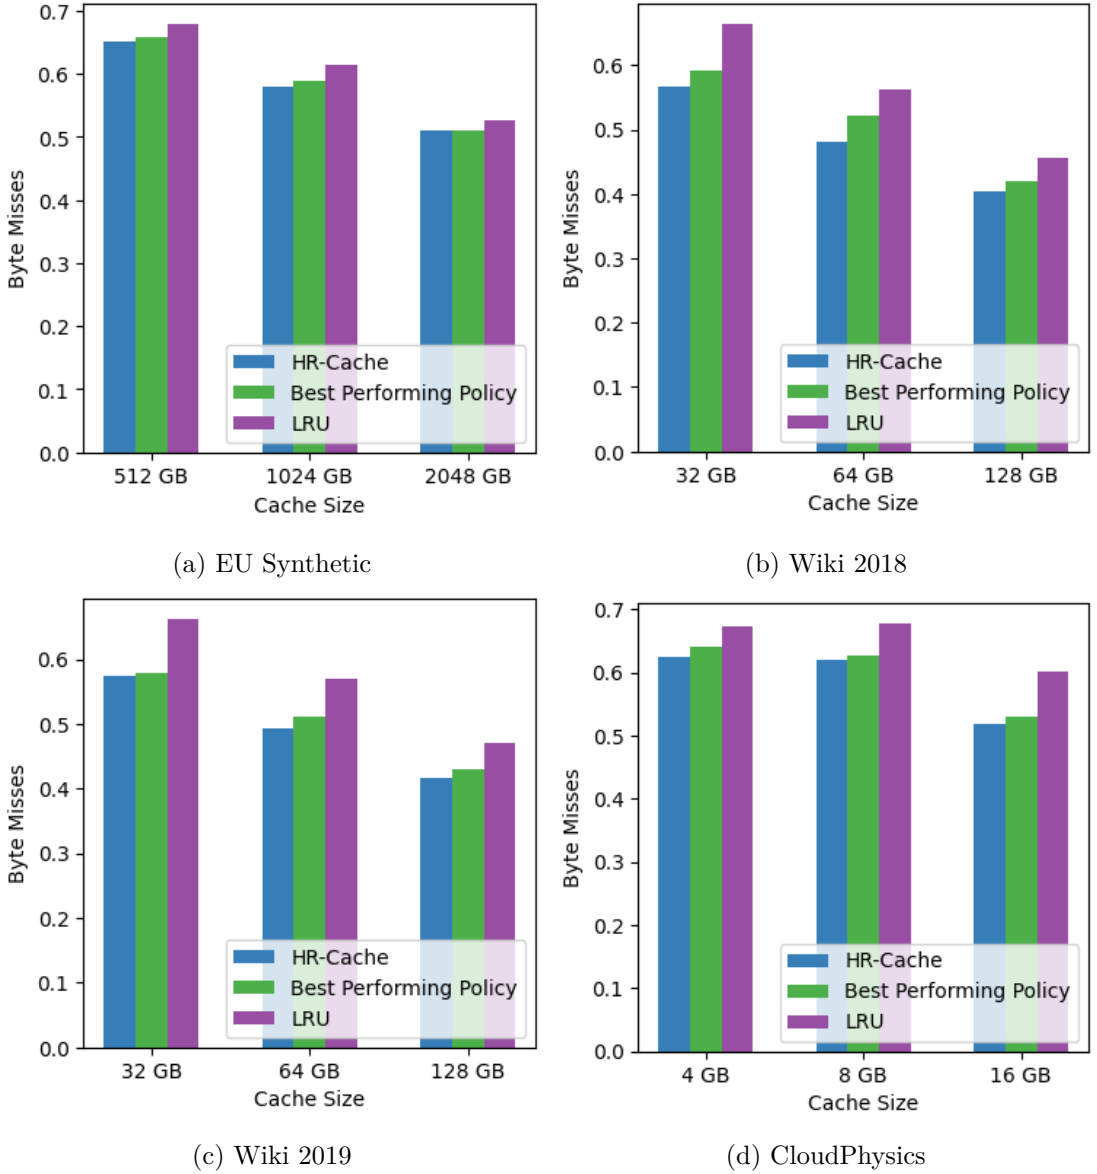 0.7
0.6
0.5
0.4
0.3
0.2
0.1
0.0
Byte Misses
HR-Cache
Best Performing Policy
LRU
512 GB 1024 GB 2048 GB
Cache Size
(a) EU Synthetic
0.6
0.5
0.4
0.3
0.2
0.1
0.0
Byte Misses
HR-Cache
Best Performing Policy
LRU
32 GB 64 GB 128 GB
Cache Size
(b) Wiki 2018
0.6
0.5
0.4
0.3
0.2
0.1
0.0
Byte Misses
HR-Cache
Best Performing Policy
LRU
32 GB 64 GB 128 GB
Cache Size
(c) Wiki 2019
0.7
0.6
0.5
0.4
0.3
0.2
0.1
0.0
Byte Misses
HR-Cache
Best Performing Policy
LRU
4 GB 8 GB 16 GB
Cache Size
(d) CloudPhysics